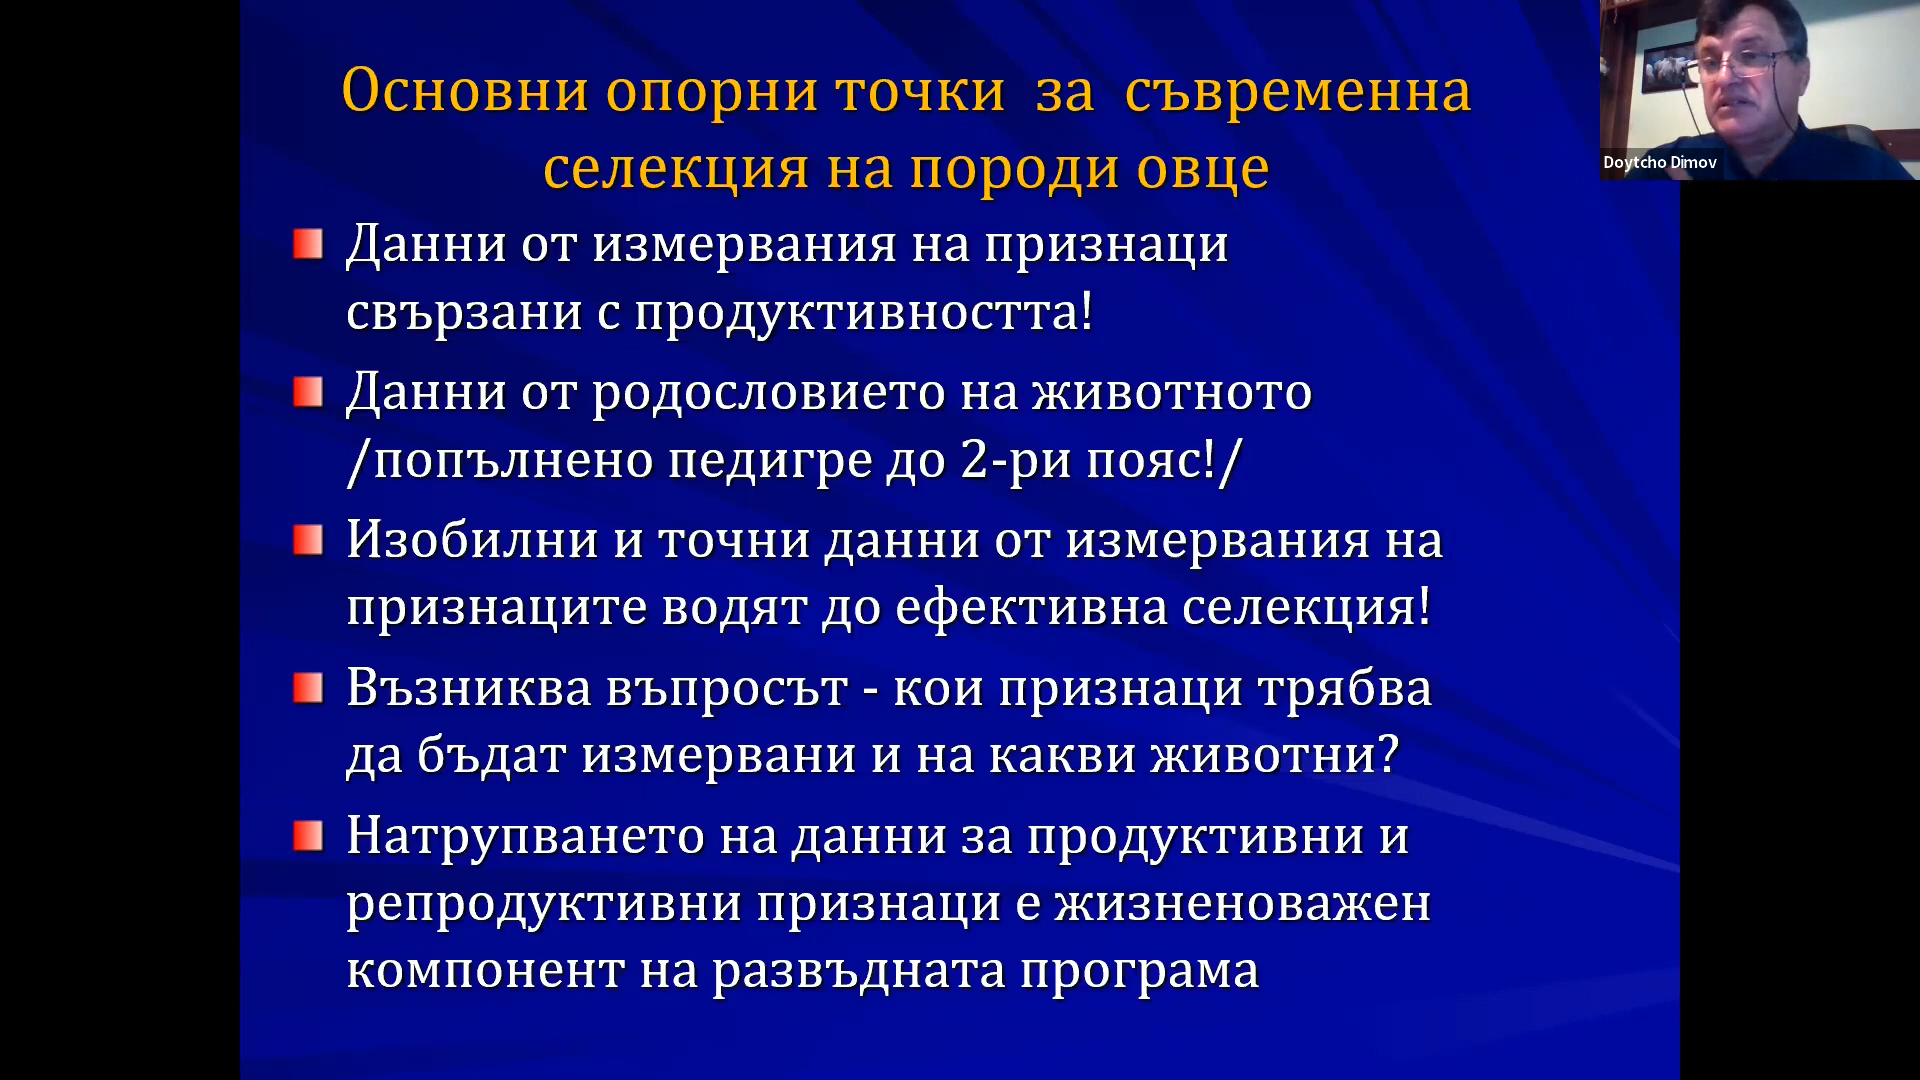 Основни опорни точки за съвременна
селекция на породи овце
Данни от измервания на признаци
свързани с продуктивността!
Данни от родословието на животното
/попълнено педигре до 2-ри пояс!/
Изобилни и точни данни от измервания на
признаците водят до ефективна селекция!
Възниква въпросът - кои признаци трябва
да бъдат измервани и на какви животни?
Натрупването на данни за продуктивни и
репродуктивни признаци е жизненоважен
компонент на развъдната програма
Doytcho Dimov